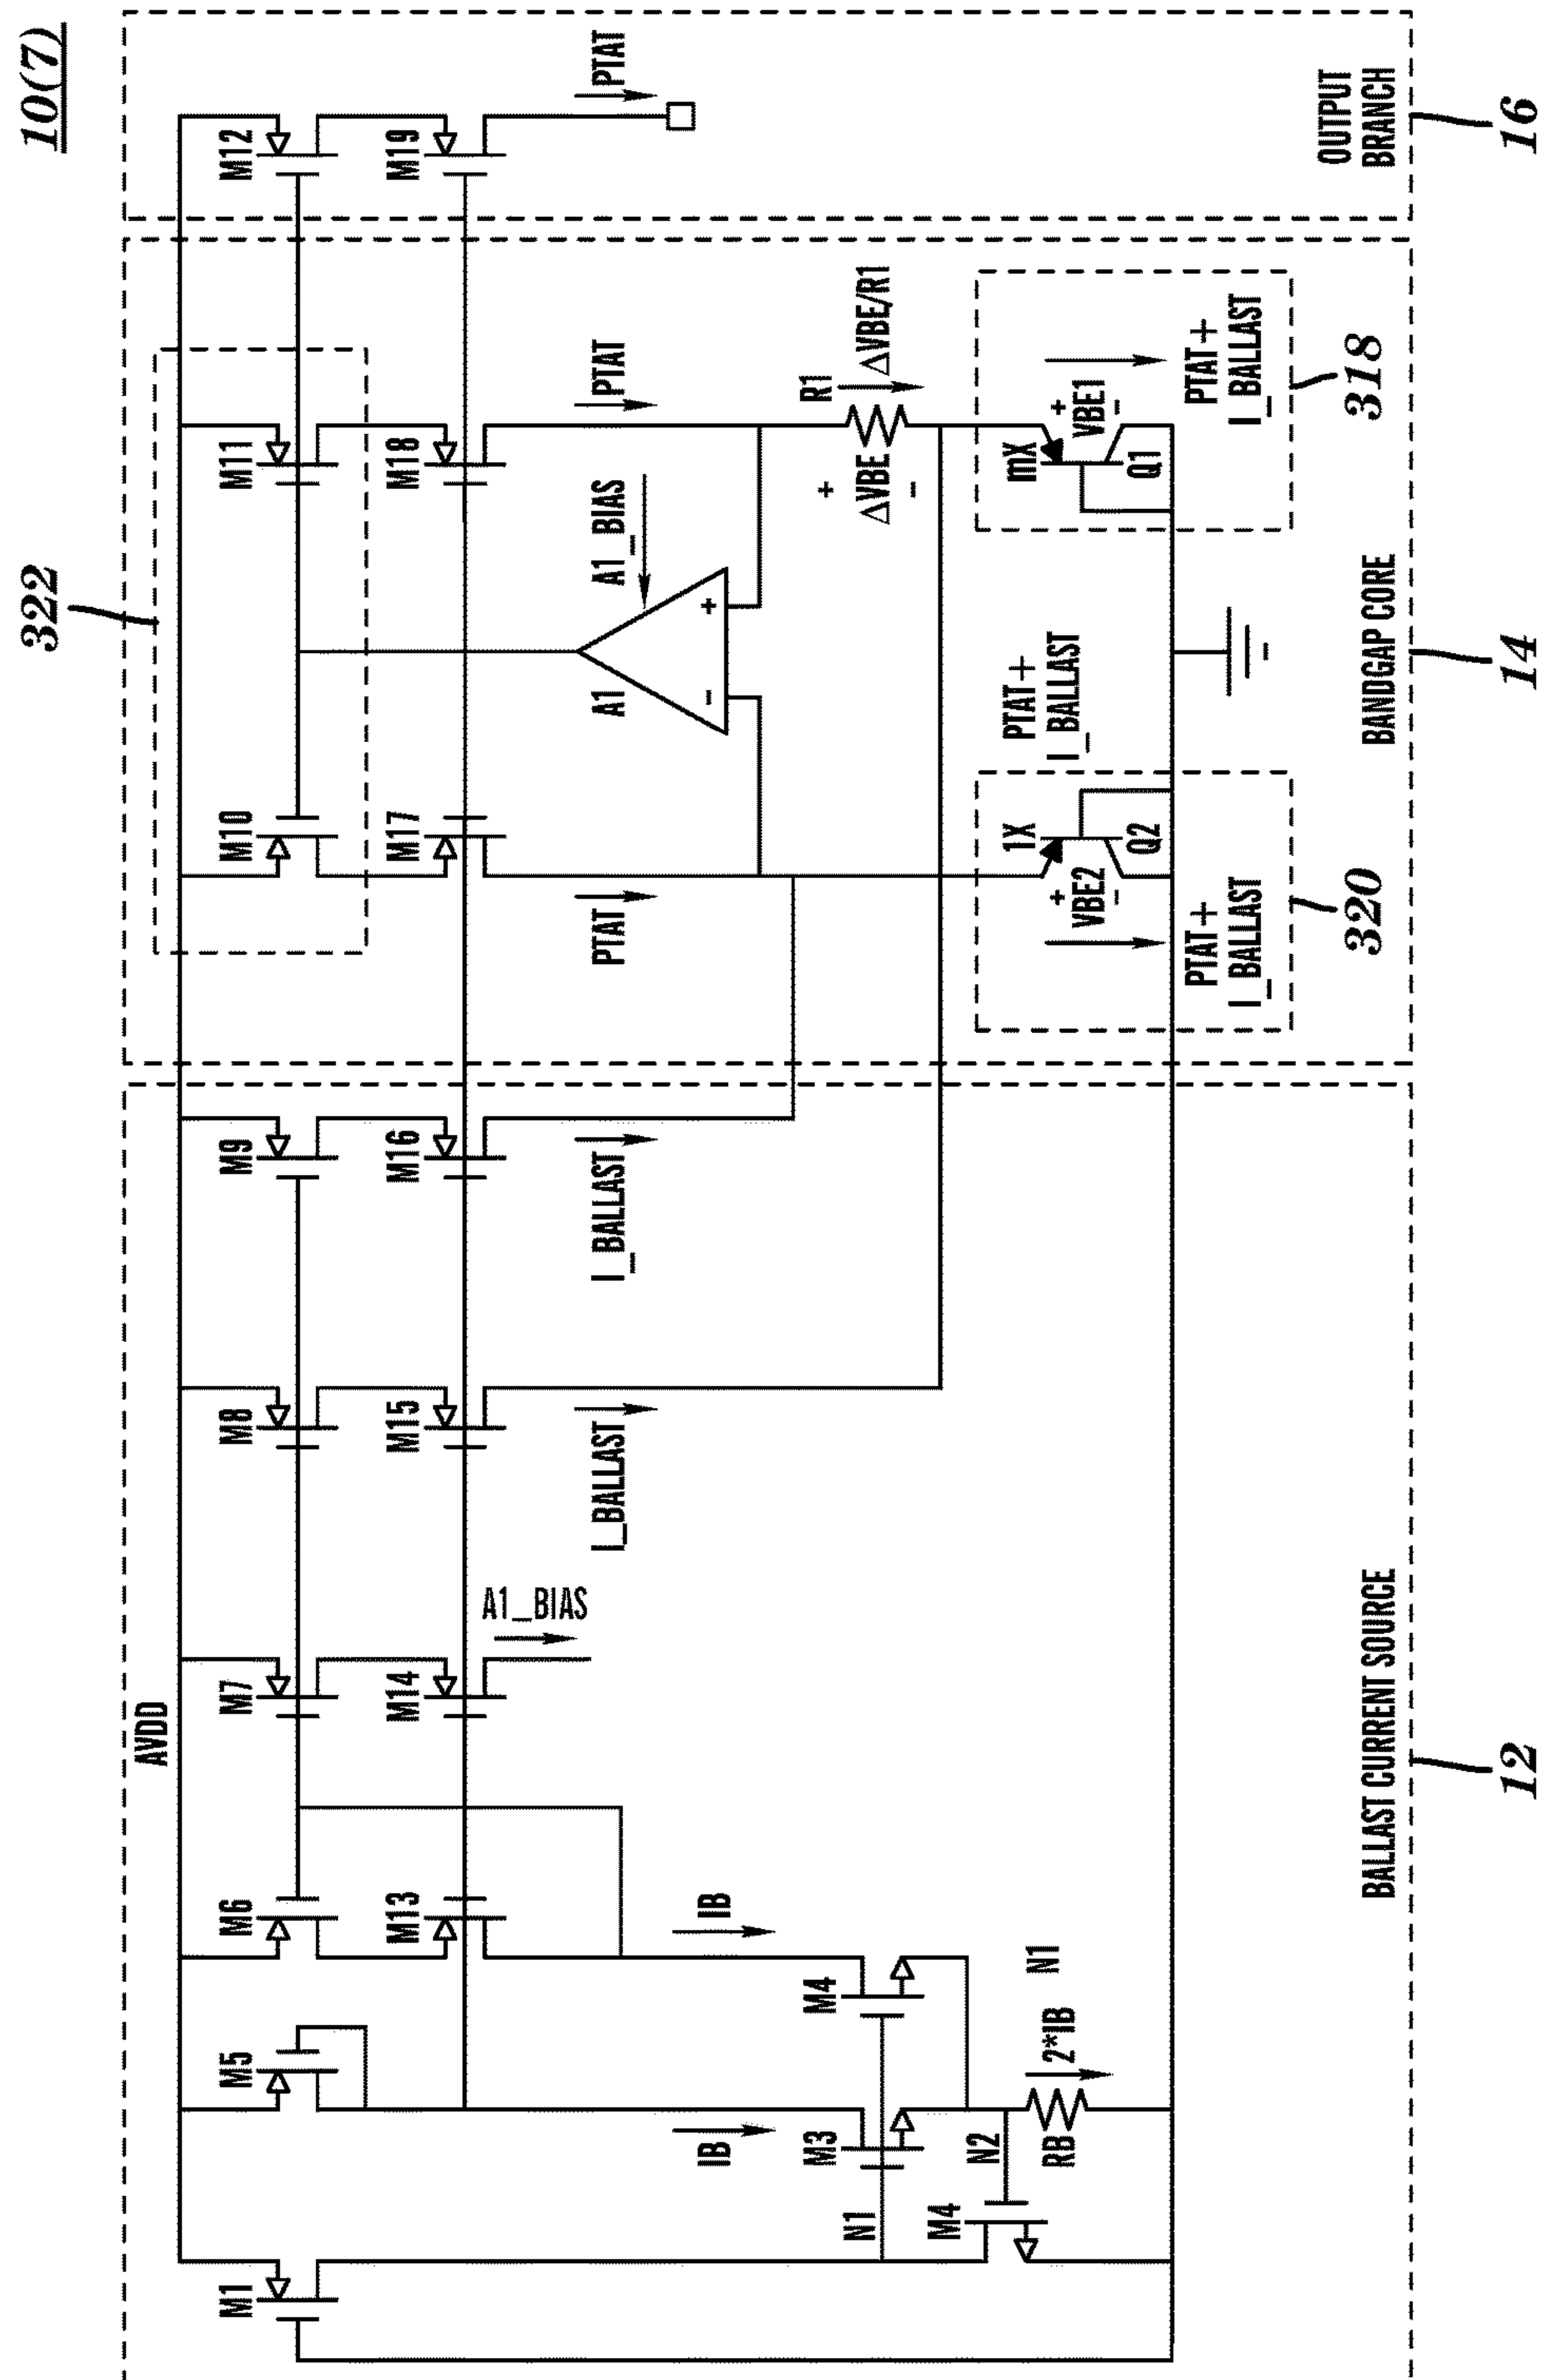 10(7)
322
AVDD
M1
M5
M6
M7
M8
M9
M10
M11
M12
M13
M14
M15
M16
M17
M18
M19
A1_BIAS
I_BALLAST
I_BALLAST
PTAT
PTAT
PTAT
A1
A1_BIAS
-
+
IB
IB
M3
M4
N1
M4
N2
RB
2*IB
N1
R1
ΔVBE/R1
+
ΔVBE
-
1X
+
VBE2
-
Q2
PTAT+
I_BALLAST
PTAT+
I_BALLAST
mX
+
VBE1
-
Q1
PTAT+
I_BALLAST
320
318
BALLAST CURRENT SOURCE
BANDGAP CORE
OUTPUT
BRANCH
12
14
16